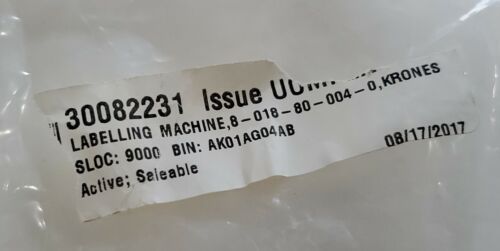 30082231 Issue
LABELLING MACHINE,8-018-80-004-0,KRONES
SLOC: 9000 BIN: AK01AG04AB
Active; Saleable
08/17/2017